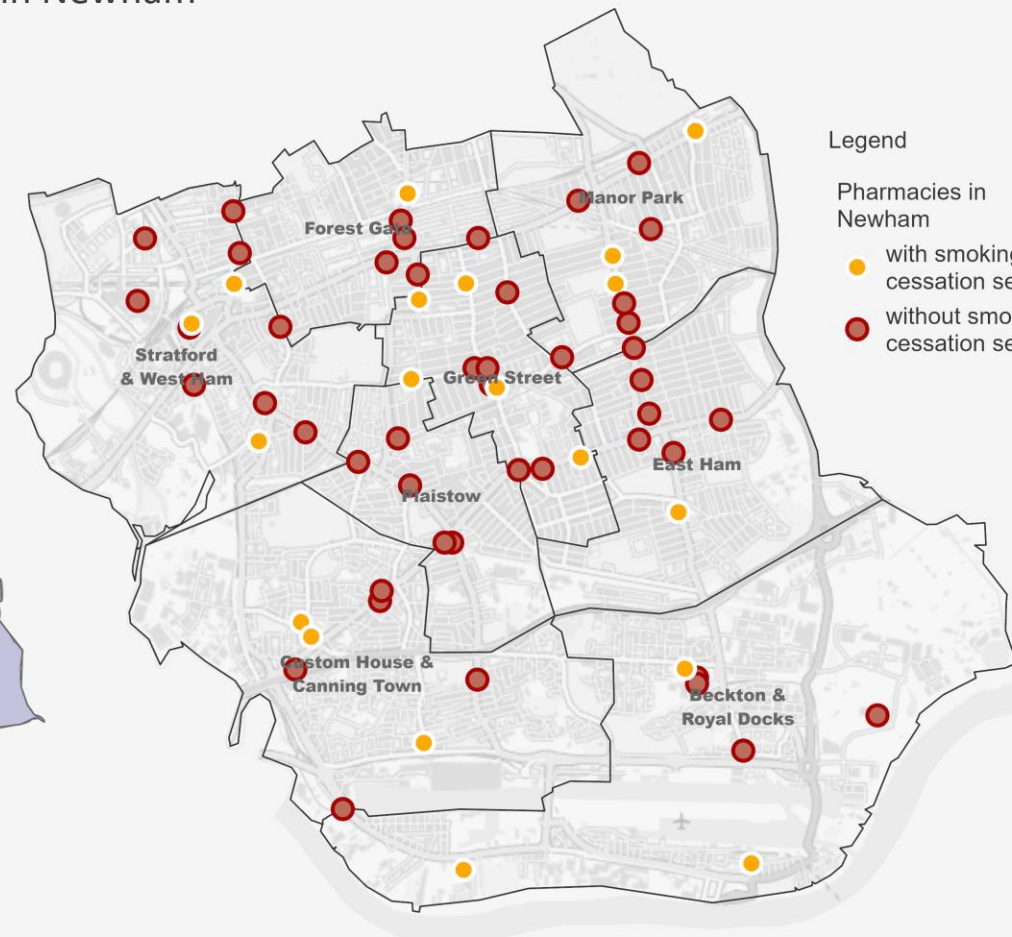 in Newham
Legend
Pharmacies in
Newham
with smoking
cessation se
without smo
cessation se
Manor Park
Forest Gate
Stratford
& West Ham
Green Street
East Ham
Plaistow
Custom House &
Canning Town
Beckton &
Royal Docks